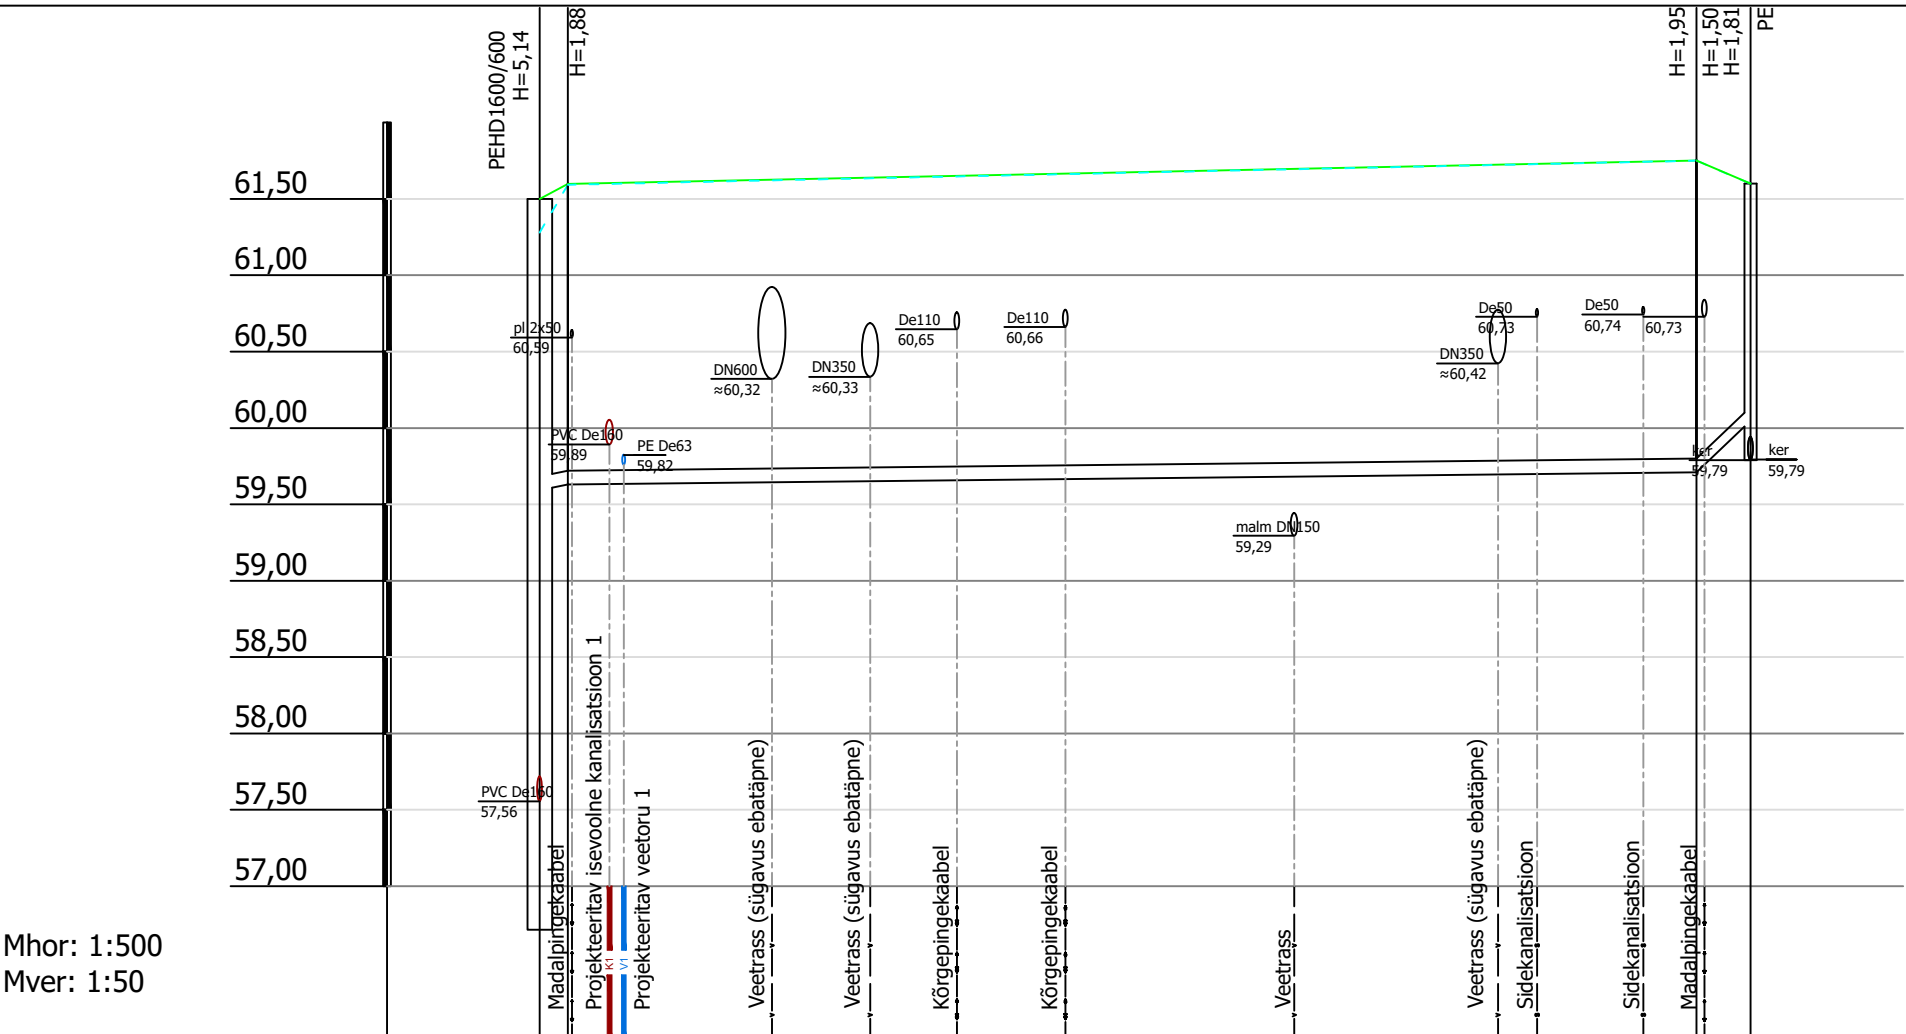 PEHD1600/600
H=5,14
H=1,88
H=1,95
H=1,50
H=1,81
PE
61,50
61,00
60,50
60,00
59,50
59,00
58,50
58,00
57,50
57,00
pl 2x50
60,59
PVC De160
59,89
PE De63
59,82
DN600
≈60,32
DN350
≈60,33
De110
60,65
De110
60,66
malm DN150
59,29
DN350
≈60,42
De50
60,73
De50
60,74
60,73
ker
59,79
ker
59,79
PVC De160
57,56
Madalpingekaabel
Projekteeritav isevoolne kanalisatsioon 1
K1
V1
Projekteeritav veetoru 1
Veetrass (sügavus ebatäpne)
Veetrass (sügavus ebatäpne)
Kõrgepingekaabel
Kõrgepingekaabel
Veetrass
Veetrass (sügavus ebatäpne)
Sidekanalisatsioon
Sidekanalisatsioon
Madalpingekaabel
Mhor: 1:500
Mver: 1:50